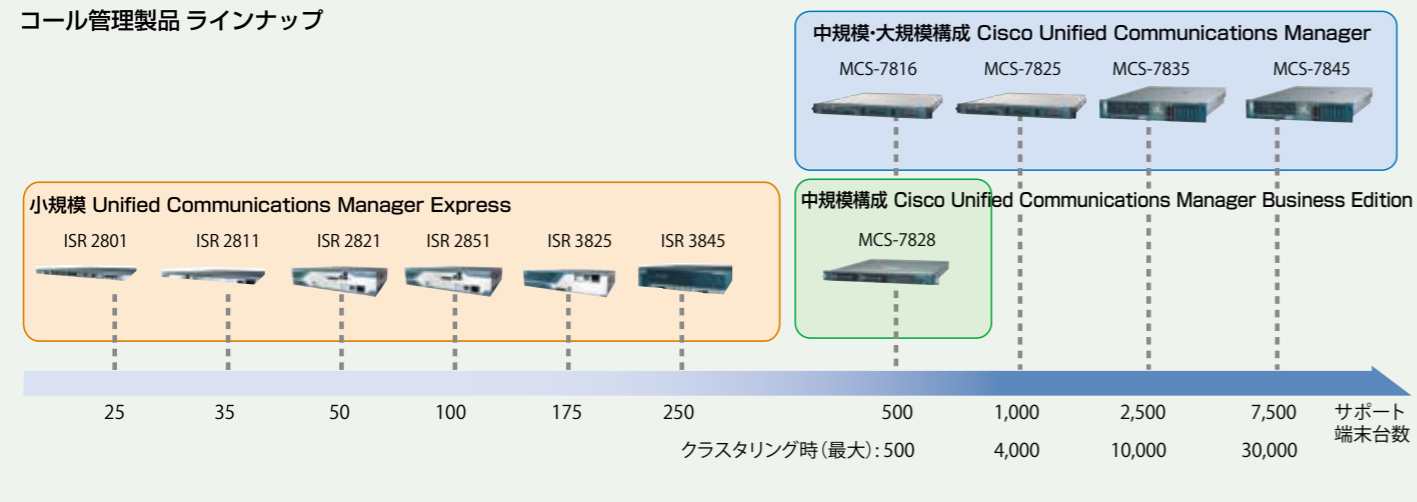 コール管理製品 ラインナップ
中規模・大規模構成 Cisco Unified Communications Manager
MCS-7816 MCS-7825 MCS-7835 MCS-7845
小規模 Unified Communications Manager Express
ISR 2801 ISR 2811 ISR 2821 ISR 2851 ISR 3825 ISR 3845
中規模構成 Cisco Unified Communications Manager Business Edition
MCS-7828
25 35 50 100 175 250 500 1,000 2,500 7,500 サポート
端末台数
クラスタリング時(最大):500 4,000 10,000 30,000